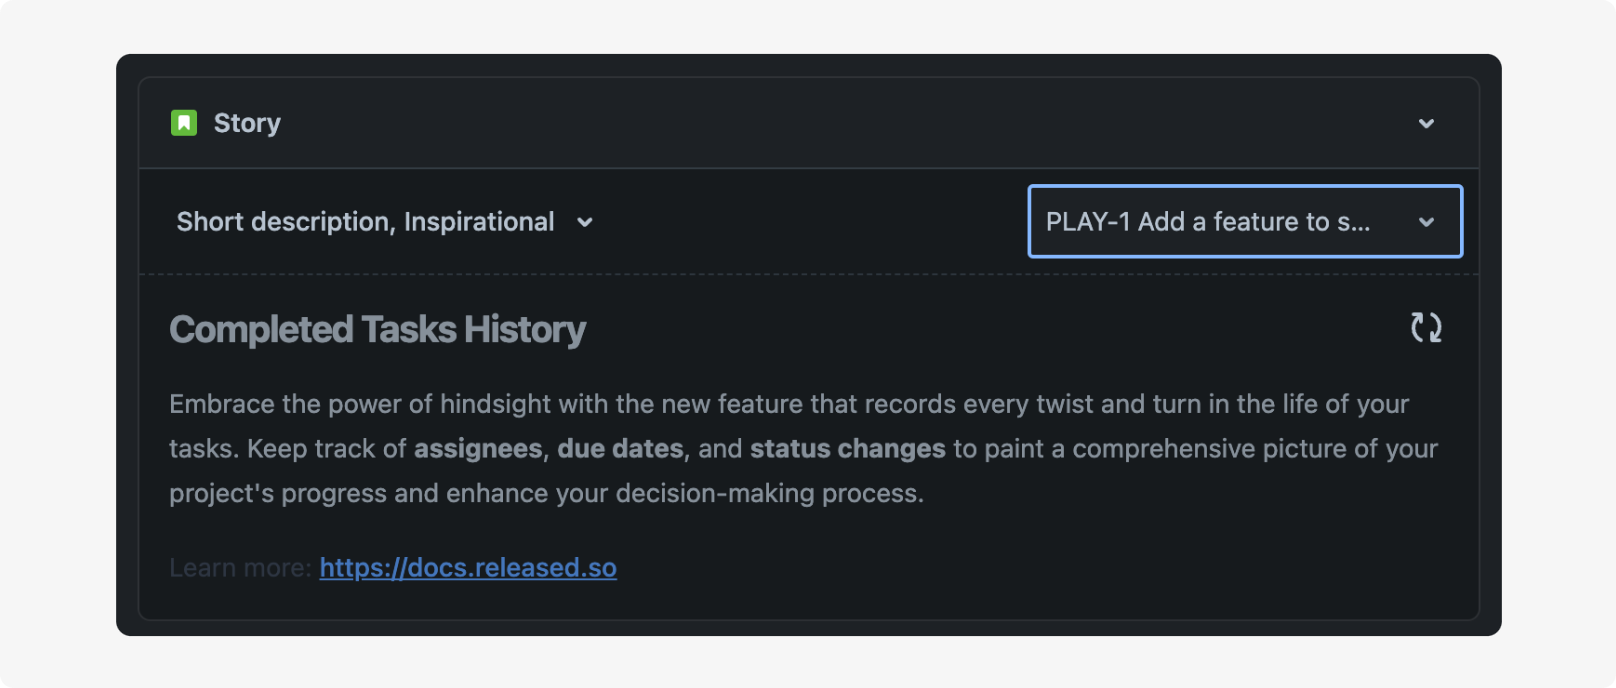 Story
Short description, Inspirational
PLAY-1 Add a feature to s...
Completed Tasks History
Embrace the power of hindsight with the new feature that records every twist and turn in the life of your
tasks. Keep track of assignees, due dates, and status changes to paint a comprehensive picture of your
project's progress and enhance your decision-making process.
Learn more: https://docs.released.so